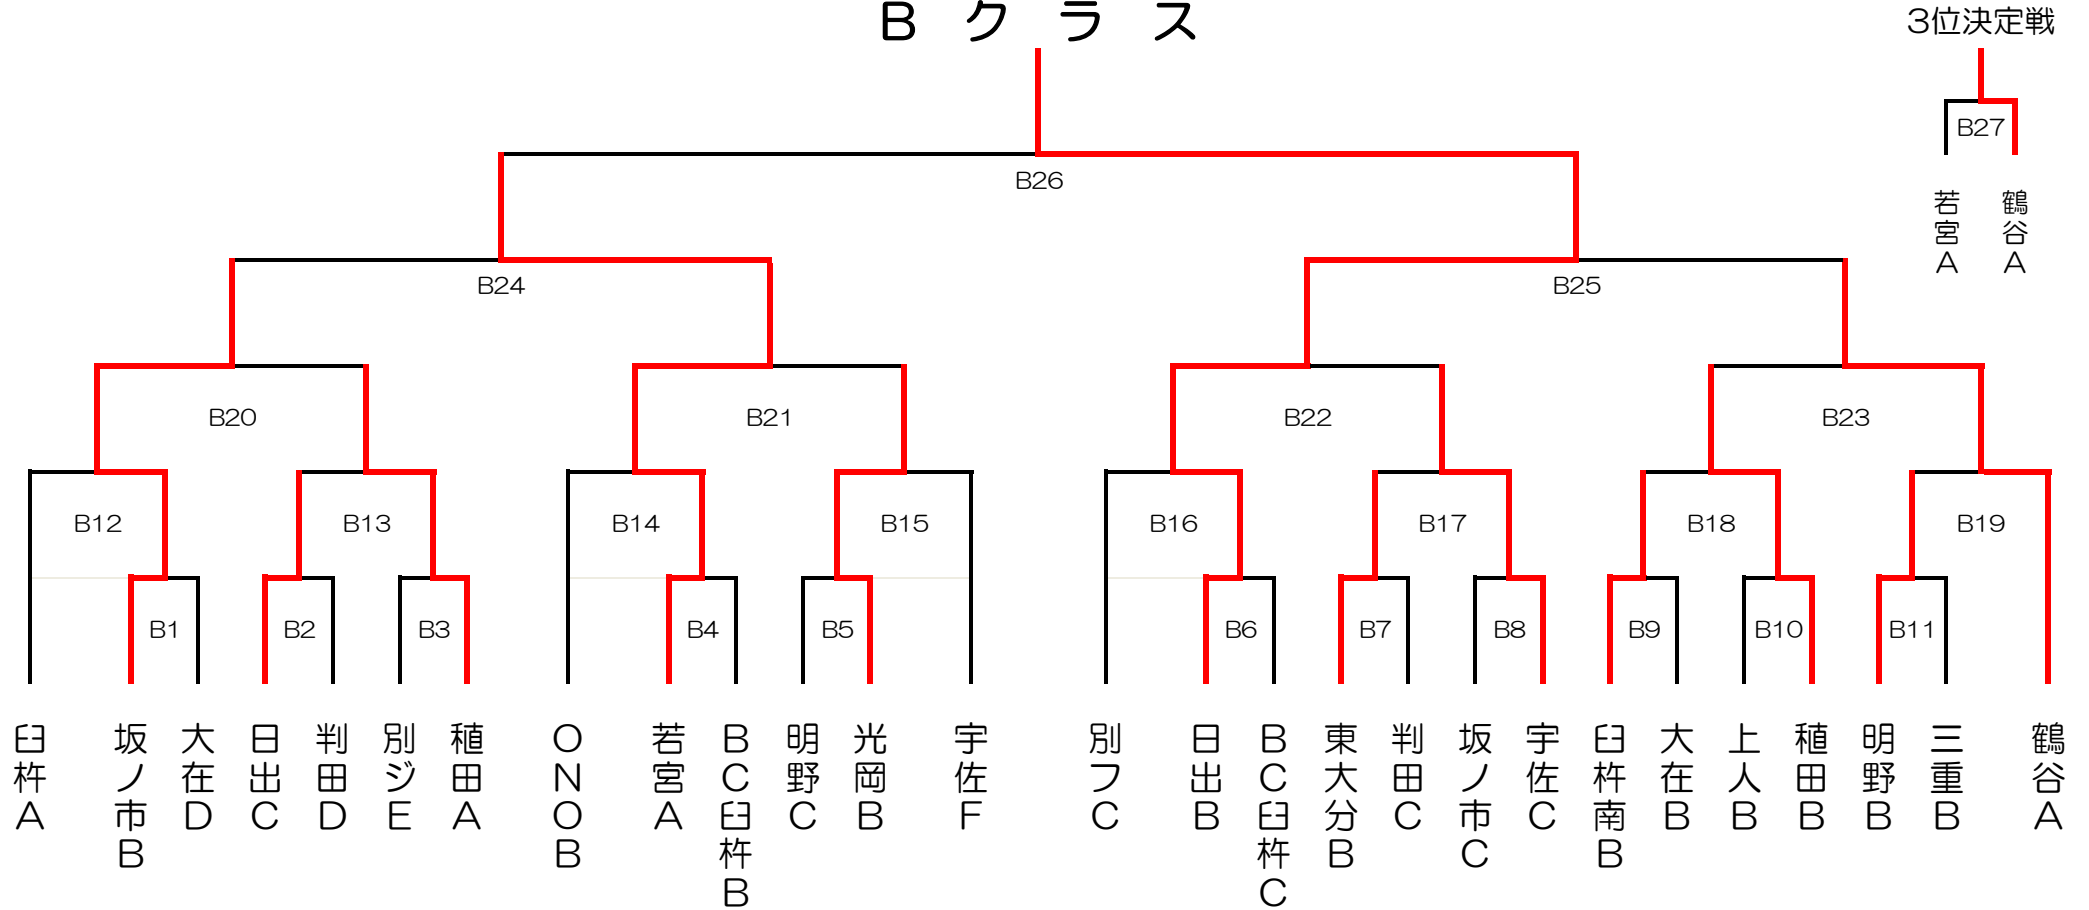 Bクラス
3位決定戦
B27
若宮A
鶴谷A
B26
B24
B25
B20
B21
B22
B23
B12
B13
B14
B15
B16
B17
B18
B19
B1
B2
B3
B4
B5
B6
B7
B8
B9
B10
B11
臼杵A
坂ノ市B
大在D
日出C
判田D
別ジE
稙田A
ONOB
若宮A
BC臼杵B
明野C
光岡B
宇佐F
別フC
日出B
BC臼杵C
東大分B
判田C
坂ノ市C
宇佐C
臼杵南B
大在B
上人B
稙田B
明野B
三重B
鶴谷A